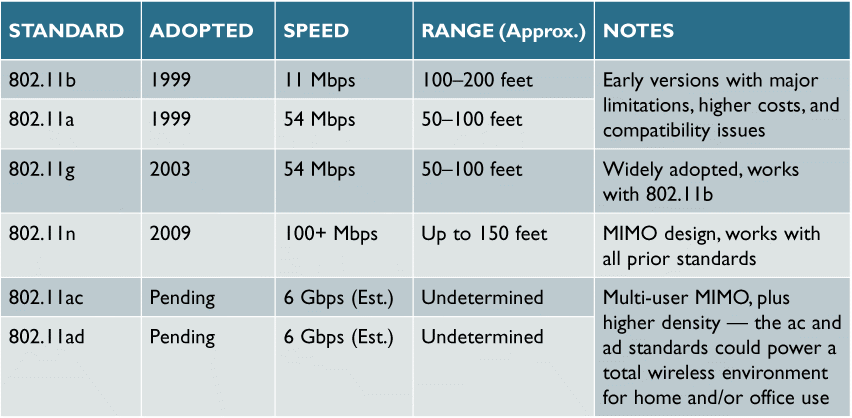 STANDARD ADOPTED SPEED RANGE (Approx.) NOTES
802.11b 1999 11 Mbps 100–200 feet
802.11a 1999 54 Mbps 50–100 feet
Early versions with major
limitations, higher costs, and
compatibility issues
802.11g 2003 54 Mbps 50–100 feet
Widely adopted, works
with 802.11b
802.11n 2009 100+ Mbps Up to 150 feet
MIMO design, works with
all prior standards
802.11ac Pending 6 Gbps (Est.) Undetermined
802.11ad Pending 6 Gbps (Est.) Undetermined
Multi-user MIMO, plus
higher density — the ac and
ad standards could power a
total wireless environment
for home and/or office use